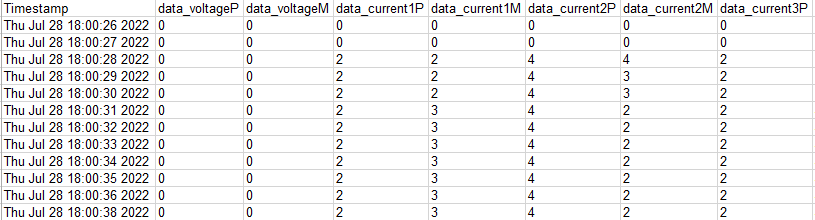 Timestamp data_voltageP data_voltageM data_current1P data_current1M data_current2P data_current2M data_current3P
Thu Jul 28 18:00:26 2022 0 0 0 0 0 0 0
Thu Jul 28 18:00:27 2022 0 0 0 0 0 0 0
Thu Jul 28 18:00:28 2022 0 0 2 2 4 4 2
Thu Jul 28 18:00:29 2022 0 0 2 2 4 3 2
Thu Jul 28 18:00:30 2022 0 0 2 2 4 3 2
Thu Jul 28 18:00:31 2022 0 0 2 3 4 2 2
Thu Jul 28 18:00:32 2022 0 0 2 3 4 2 2
Thu Jul 28 18:00:33 2022 0 0 2 3 4 2 2
Thu Jul 28 18:00:34 2022 0 0 2 3 4 2 2
Thu Jul 28 18:00:35 2022 0 0 2 3 4 2 2
Thu Jul 28 18:00:36 2022 0 0 2 3 4 2 2
Thu Jul 28 18:00:38 2022 0 0 2 3 4 2 2